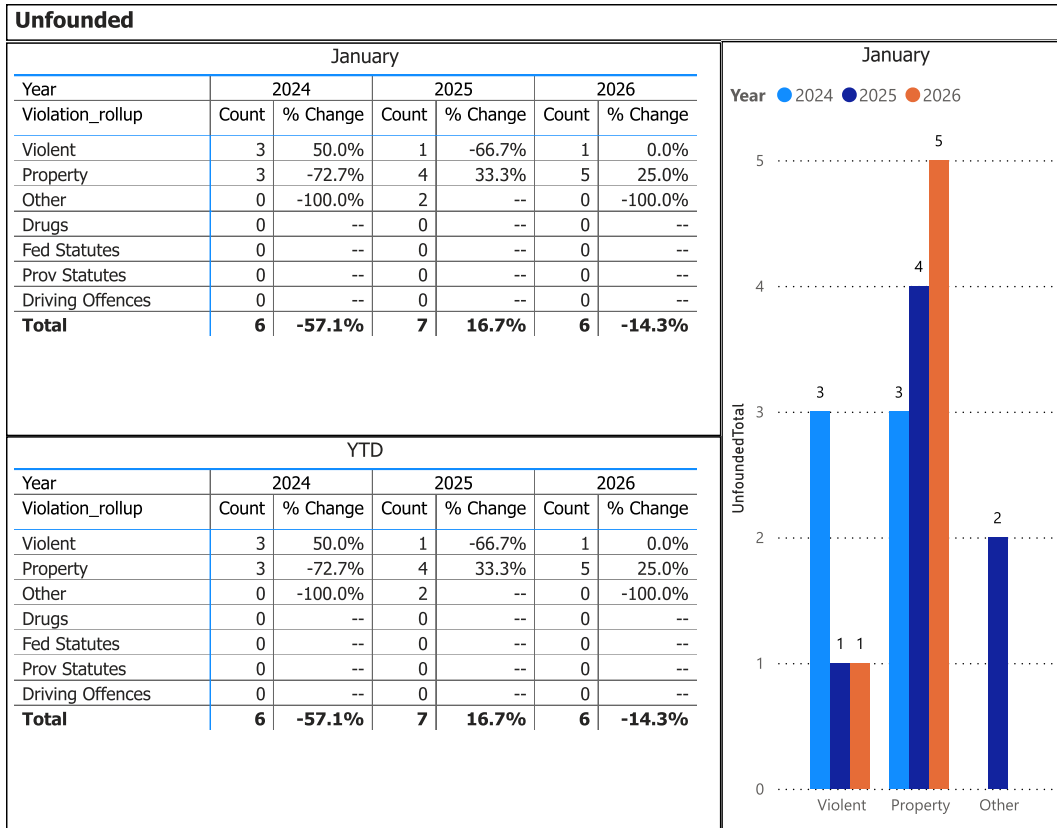 Unfounded
January
Year 2024 2025 2026
Violation_rollup Count % Change Count % Change Count % Change
Violent 3 50.0% 1 -66.7% 1 0.0%
Property 3 -72.7% 4 33.3% 5 25.0%
Other 0 -100.0% 2 -- 0 -100.0%
Drugs 0 -- 0 -- 0 --
Fed Statutes 0 -- 0 -- 0 --
Prov Statutes 0 -- 0 -- 0 --
Driving Offences 0 -- 0 -- 0 --
Total 6 -57.1% 7 16.7% 6 -14.3%
YTD
Year 2024 2025 2026
Violation_rollup Count % Change Count % Change Count % Change
Violent 3 50.0% 1 -66.7% 1 0.0%
Property 3 -72.7% 4 33.3% 5 25.0%
Other 0 -100.0% 2 -- 0 -100.0%
Drugs 0 -- 0 -- 0 --
Fed Statutes 0 -- 0 -- 0 --
Prov Statutes 0 -- 0 -- 0 --
Driving Offences 0 -- 0 -- 0 --
Total 6 -57.1% 7 16.7% 6 -14.3%
January
Year 2024 2025 2026
UnfoundedTotal
5
4
3
2
1
0
3 1 1
3 4 5
2
Violent Property Other